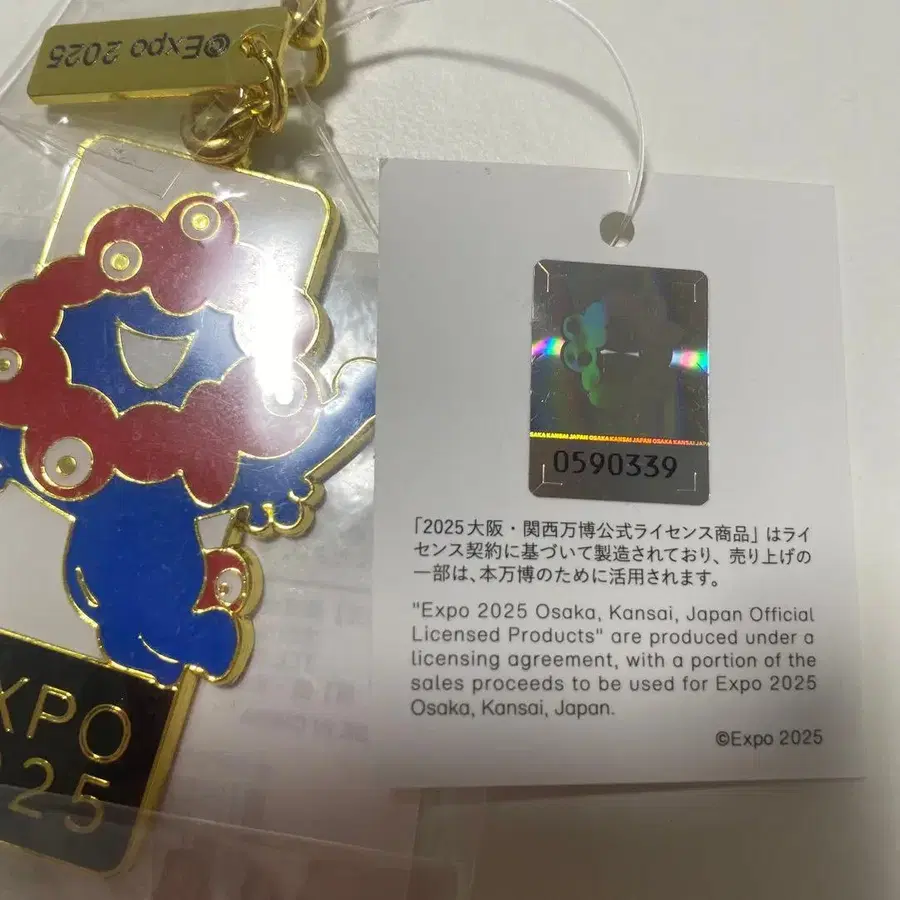 ©Expo 2025
XPO
25
SAKA KANSAI JAPAN OSAKA KANSAI JAPAN OSAKA KANSAI JAPA
0590339
「2025大阪・関西万博公式ライセンス商品」はライ
センス契約に基づいて製造されており、売り上げの
一部は、本万博のために活用されます。
"Expo 2025 Osaka, Kansai, Japan Official
Licensed Products" are produced under a
licensing agreement, with a portion of the
sales proceeds to be used for Expo 2025
Osaka, Kansai, Japan.
©Expo 2025